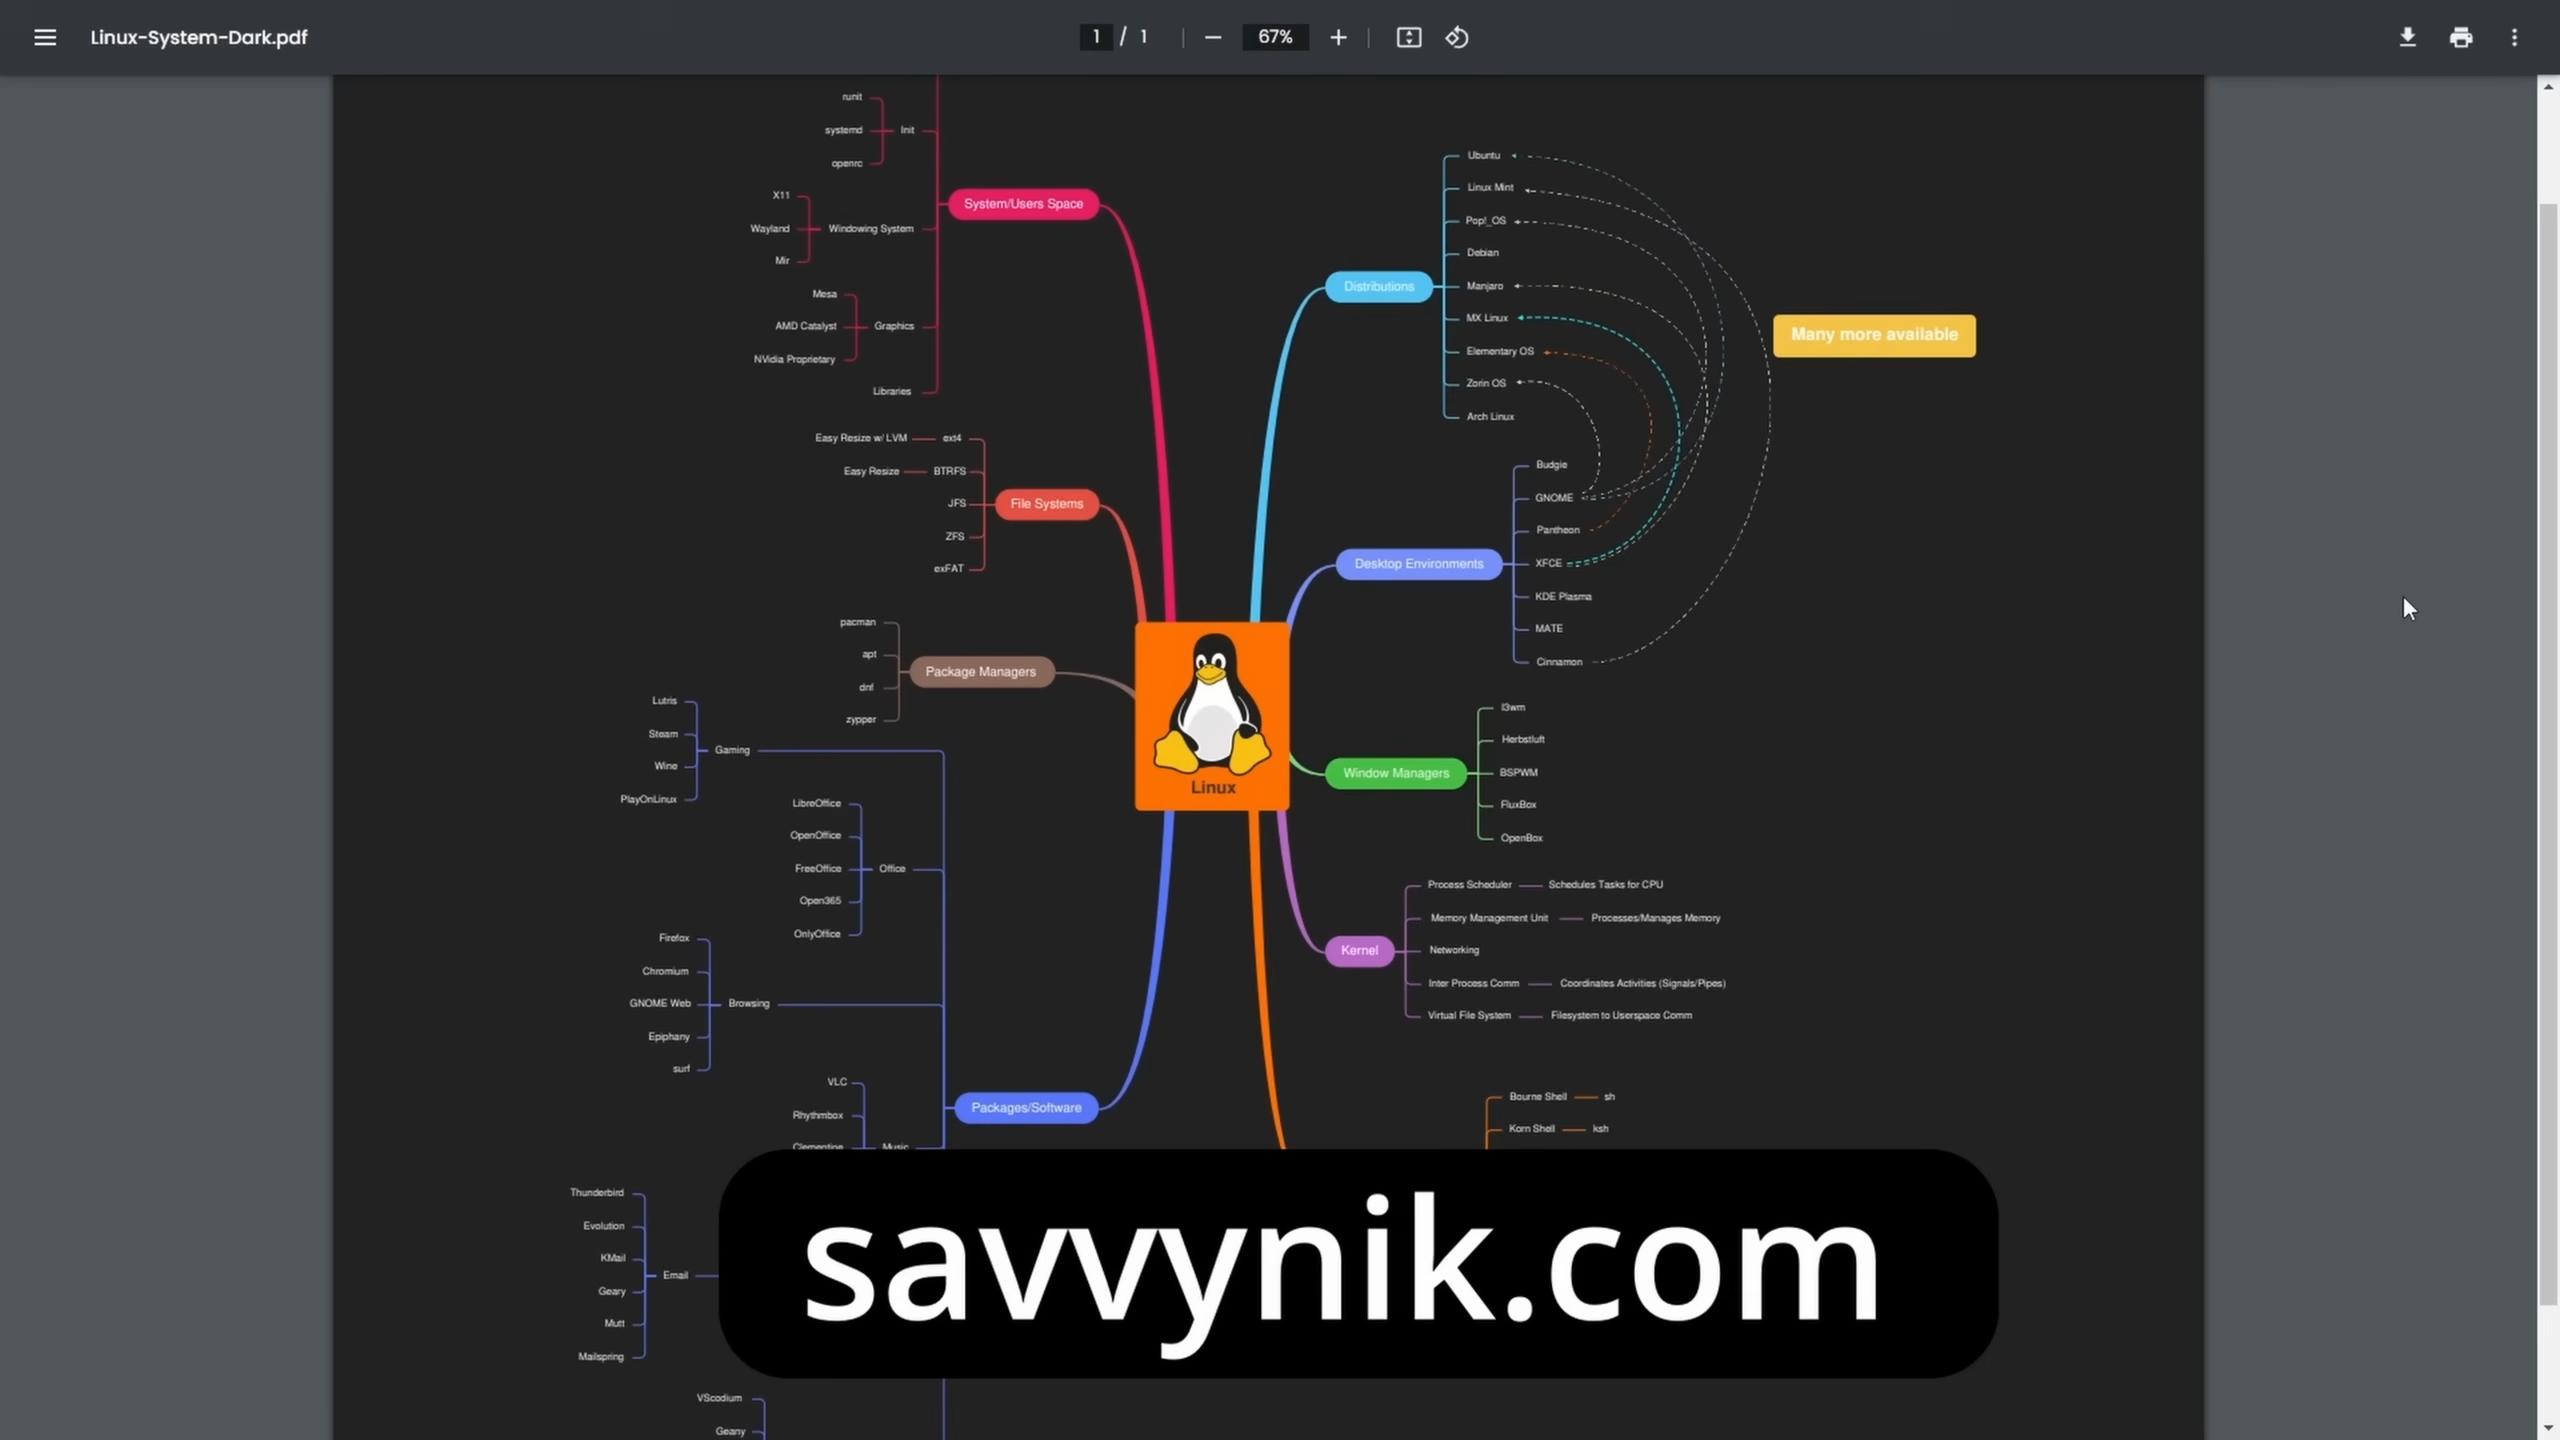 Linux-System-Dark.pdf
1 / 1
67%
runit
systemd
openrc
Init
X11
Wayland
Mir
Windowing System
Mesa
AMD Catalyst
NVidia Proprietary
Graphics
Libraries
System/Users Space
Easy Resize w/ LVM
ext4
Easy Resize
BTRFS
JFS
ZFS
exFAT
File Systems
pacman
apt
dnf
zypper
Package Managers
Lutris
Steam
Wine
PlayOnLinux
Gaming
LibreOffice
OpenOffice
FreeOffice
Open365
OnlyOffice
Office
Firefox
Chromium
GNOME Web
Epiphany
surf
Browsing
VLC
Rhythmbox
Clementine
Music
Packages/Software
Thunderbird
Evolution
KMail
Geary
Mutt
Mailspring
Email
VScodium
Geany
Linux
Distributions
Ubuntu
Linux Mint
Pop!_OS
Debian
Manjaro
MX Linux
Elementary OS
Zorin OS
Arch Linux
Many more available
Desktop Environments
Budgie
GNOME
Pantheon
XFCE
KDE Plasma
MATE
Cinnamon
Window Managers
I3wm
Herbstluft
BSPWM
FluxBox
OpenBox
Kernel
Process Scheduler
Schedules Tasks for CPU
Memory Management Unit
Processes/Manages Memory
Networking
Inter Process Comm
Coordinates Activities (Signals/Pipes)
Virtual File System
Filesystem to Userspace Comm
Bourne Shell
sh
Korn Shell
ksh
savvynik.com